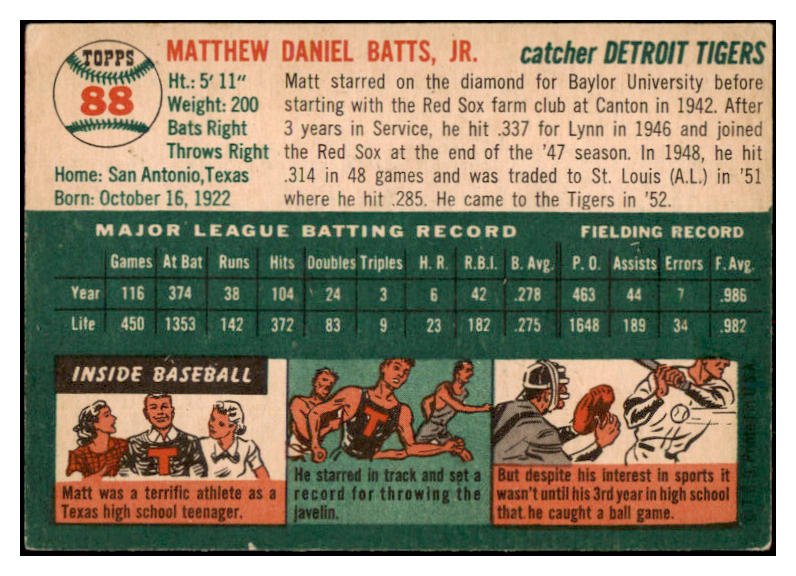 TOPPS
88
MATTHEW DANIEL BATTS, JR.
catcher DETROIT TIGERS
Ht.: 5' 11"
Weight: 200
Bats Right
Throws Right
Home: San Antonio, Texas
Born: October 16, 1922
Matt starred on the diamond for Baylor University before
starting with the Red Sox farm club at Canton in 1942. After
3 years in Service, he hit .337 for Lynn in 1946 and joined
the Red Sox at the end of the '47 season. In 1948, he hit
.314 in 48 games and was traded to St. Louis (A.L.) in '51
where he hit .285. He came to the Tigers in '52.
MAJOR LEAGUE BATTING RECORD FIELDING RECORD
Games At Bat Runs Hits Doubles Triples H. R. R.B.I. B. Avg. P. O. Assists Errors F. Avg.
Year 116 374 38 104 24 3 6 42 .278 463 44 7 .986
Life 450 1353 142 372 83 9 23 182 .275 1648 189 34 .982
INSIDE BASEBALL
T
Matt was a terrific athlete as a
Texas high school teenager.
T
He starred in track and set a
record for throwing the
javelin.
But despite his interest in sports it
wasn't until his 3rd year in high school
that he caught a ball game.
© T.C.G. Printed in U.S.A.